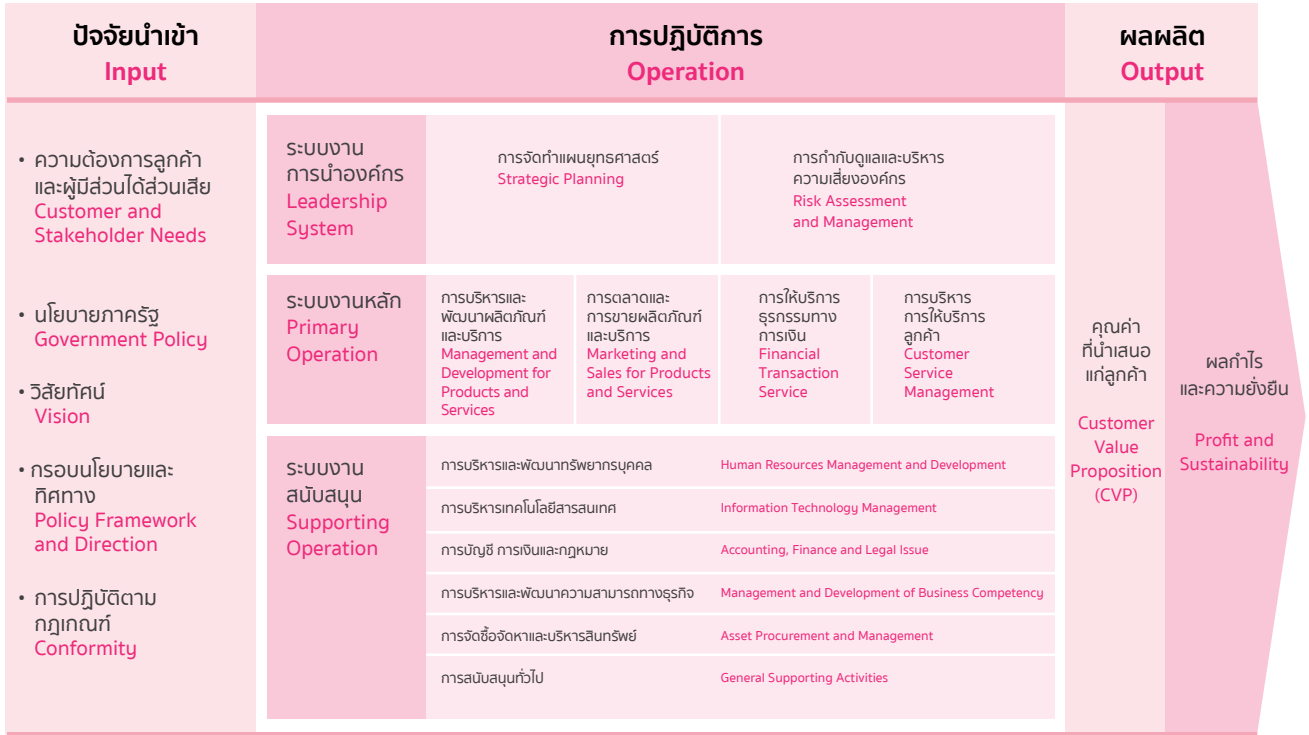 ปัจจัยนำเข้า
Input
การปฏิบัติการ
Operation
ผลผลิต
Output
• ความต้องการลูกค้า
และผู้มีส่วนได้ส่วนเสีย
Customer and
Stakeholder Needs
• นโยบายภาครัฐ
Government Policy
• วิสัยทัศน์
Vision
• กรอบนโยบายและ
ทิศทาง
Policy Framework
and Direction
• การปฏิบัติตาม
กฎเกณฑ์
Conformity
ระบบงาน
การนำองค์กร
Leadership
System
การจัดทำแผนยุทธศาสตร์
Strategic Planning
การกำกับดูแลและบริหาร
ความเสี่ยงองค์กร
Risk Assessment
and Management
ระบบงานหลัก
Primary
Operation
การบริหารและ
พัฒนาผลิตภัณฑ์
และบริการ
Management and
Development for
Products and
Services
การตลาดและ
การขายผลิตภัณฑ์
และบริการ
Marketing and
Sales for Products
and Services
การให้บริการ
ธุรกรรมทาง
การเงิน
Financial
Transaction
Service
การบริหาร
การให้บริการ
ลูกค้า
Customer
Service
Management
ระบบงาน
สนับสนุน
Supporting
Operation
การบริหารและพัฒนาทรัพยากรบุคคล
Human Resources Management and Development
การบริหารเทคโนโลยีสารสนเทศ
Information Technology Management
การบัญชี การเงินและกฎหมาย
Accounting, Finance and Legal Issue
การบริหารและพัฒนาความสามารถทางธุรกิจ
Management and Development of Business Competency
การจัดซื้อจัดหาและบริหารสินทรัพย์
Asset Procurement and Management
การสนับสนุนทั่วไป
General Supporting Activities
คุณค่า
ที่นำเสนอ
แก่ลูกค้า
Customer
Value
Proposition
(CVP)
ผลกำไร
และความยั่งยืน
Profit and
Sustainability